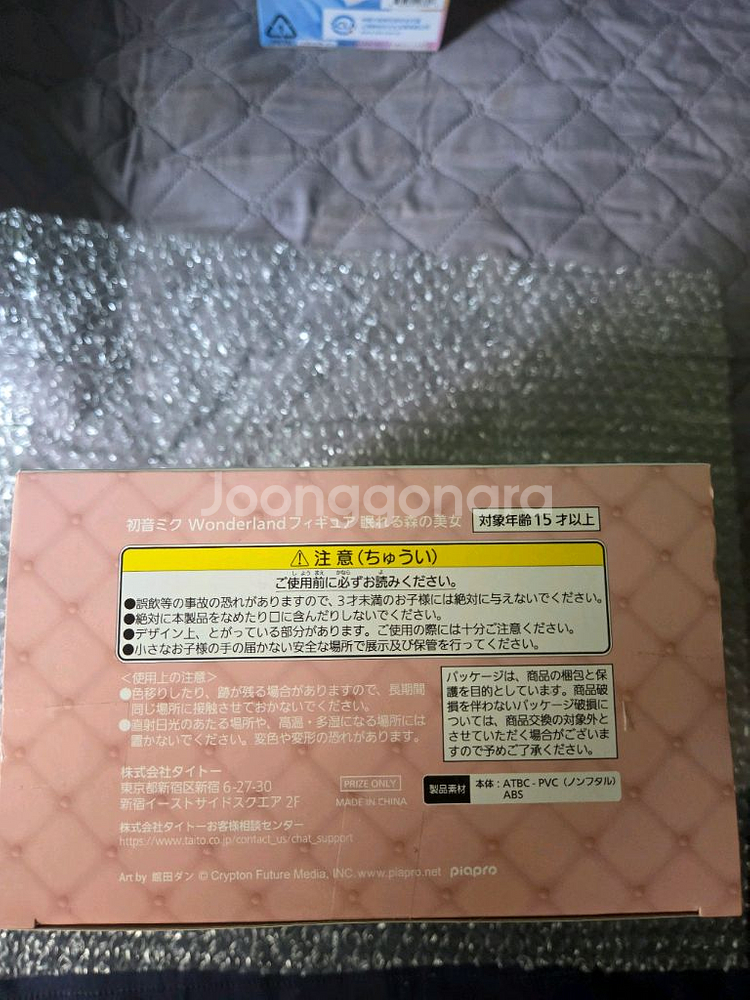 Joonggonara
初音ミク Wonderlandフィギュア 眠れる森の美女
対象年齢15才以上
⚠注意(ちゅうい)
ご使用前に必ずお読みください。
●誤飲等の事故の恐れがありますので、3才未満のお子様には絶対に与えないでください。
●絶対に本製品をなめたり口に含んだりしないでください。
●デザイン上、とがっている部分があります。ご使用の際には十分ご注意ください。
●小さなお子様の手の届かない安全な場所で展示及び保管を行ってください。
<使用上の注意>
●色移りしたり、跡が残る場合がありますので、長期間
同じ場所に接触させておかないでください。
●直射日光のあたる場所や、高温・多湿になる場所には
置かないでください。変色や変形の恐れがあります。
パッケージは、商品の梱包と保
護を目的としています。商品破
損を伴わないパッケージ破損に
ついては、商品交換の対象外と
させていただく場合がございま
すので予めご了承ください。
株式会社タイトー
東京都新宿区新宿 6-27-30
新宿イーストサイドスクエア 2F
PRIZE ONLY
MADE IN CHINA
製品素材
本体:ATBC-PVC(ノンフタル)
ABS
株式会社タイトーお客様相談センター
https://www.taito.co.jp/contact_us/chat_support
Art by 館田ダン © Crypton Future Media, INC. www.piapro.net piapro